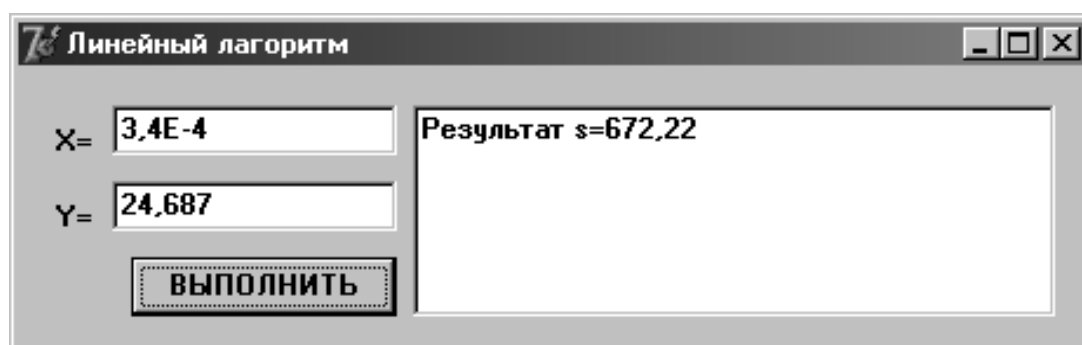 Линейный лагоритм
X= 3,4E-4
Y= 24,687
ВЫПОЛНИТЬ
Результат s=672,22